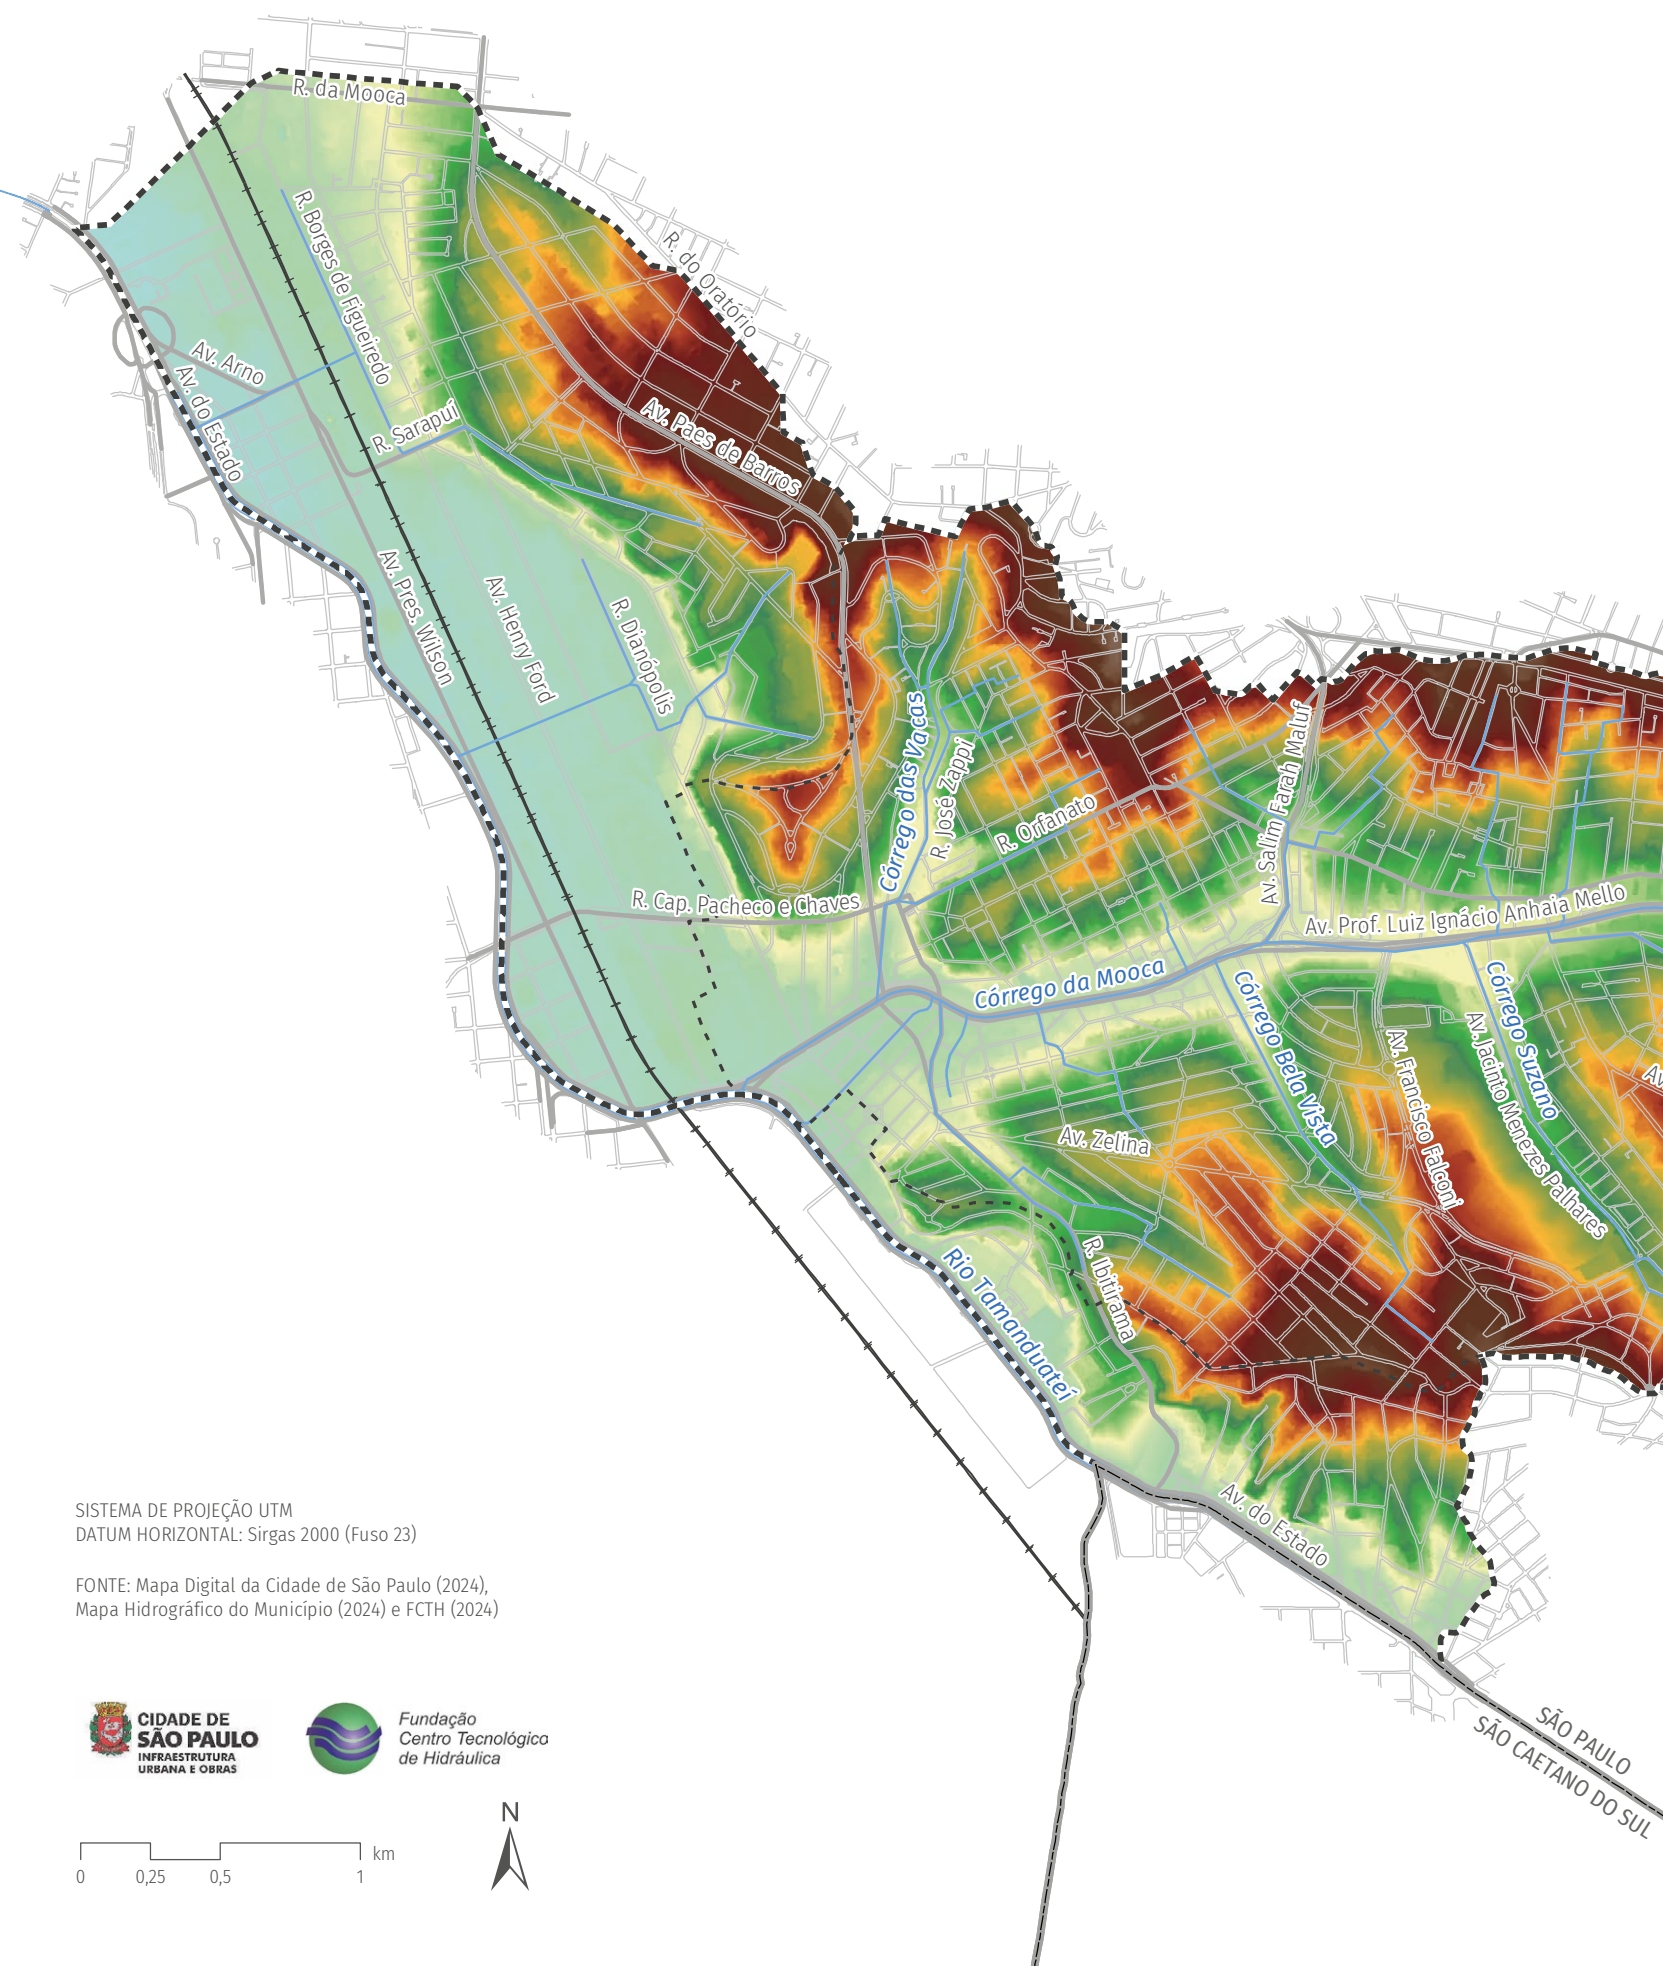 R. da Mooca
R. do Oratório
R. Borges de Figueiredo
Av. Arno
Av. do Estado
R. Sarapuí
Av. Paes de Barros
Av. Pres. Wilson
Av. Henry Ford
R. Dianópolis
Córrego das Vacas
R. José Zappi
R. Orfanato
Av. Salim Farah Maluf
R. Cap. Pacheco e Chaves
Av. Prof. Luiz Ignácio Anhaia Mello
Córrego da Mooca
Córrego Bela Vista
Av. Francisco Falconi
Av. Jacinto Menezes Palhares
Córrego Suzano
Av
Av. Zelina
R. Ibitirama
Rio Tamanduateí
Av. do Estado
SÃO PAULO
SÃO CAETANO DO SUL
SISTEMA DE PROJEÇÃO UTM
DATUM HORIZONTAL: Sirgas 2000 (Fuso 23)
FONTE: Mapa Digital da Cidade de São Paulo (2024),
Mapa Hidrográfico do Município (2024) e FCTH (2024)
CIDADE DE
SÃO PAULO
INFRAESTRUTURA
URBANA E OBRAS
Fundação
Centro Tecnológico
de Hidráulica
N
km
0 0,25 0,5 1